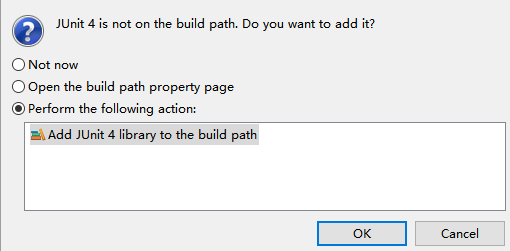 JUnit 4 is not on the build path. Do you want to add it?
Not now
Open the build path property page
Perform the following action:
Add JUnit 4 library to the build path
OK
Cancel